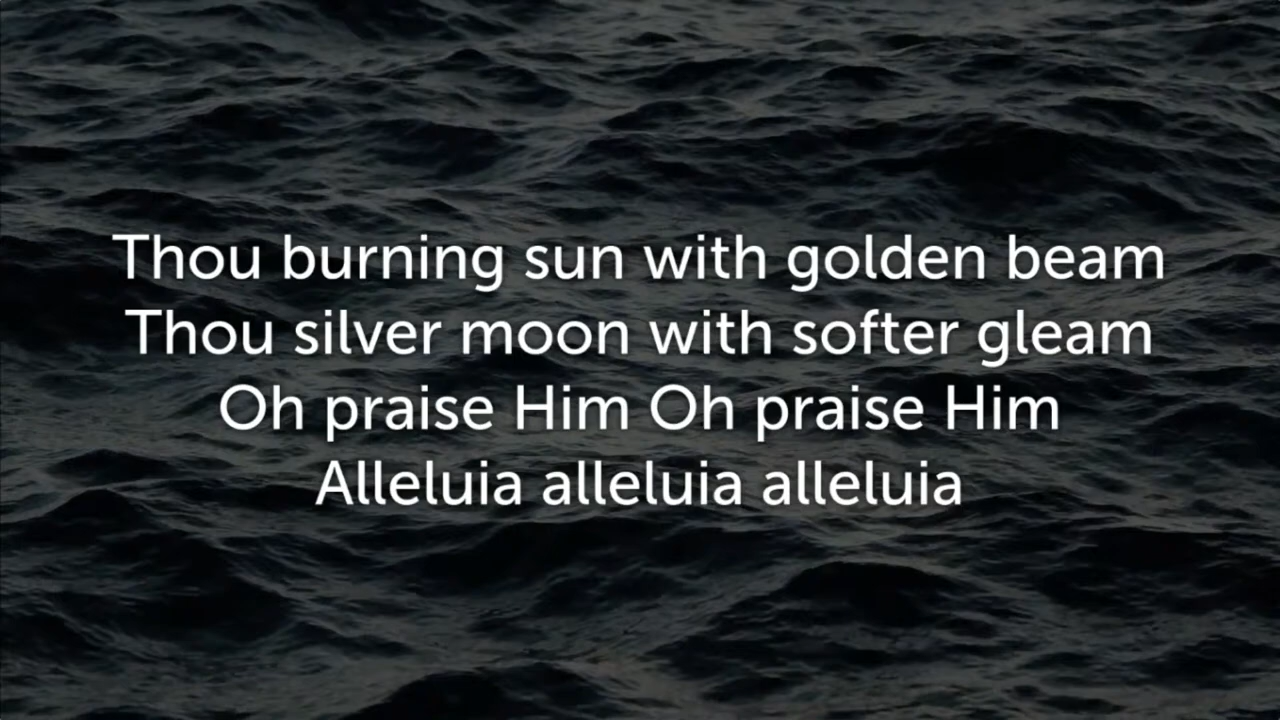 Thou burning sun with golden beam
Thou silver moon with softer gleam
Oh praise Him Oh praise Him
Alleluia alleluia alleluia